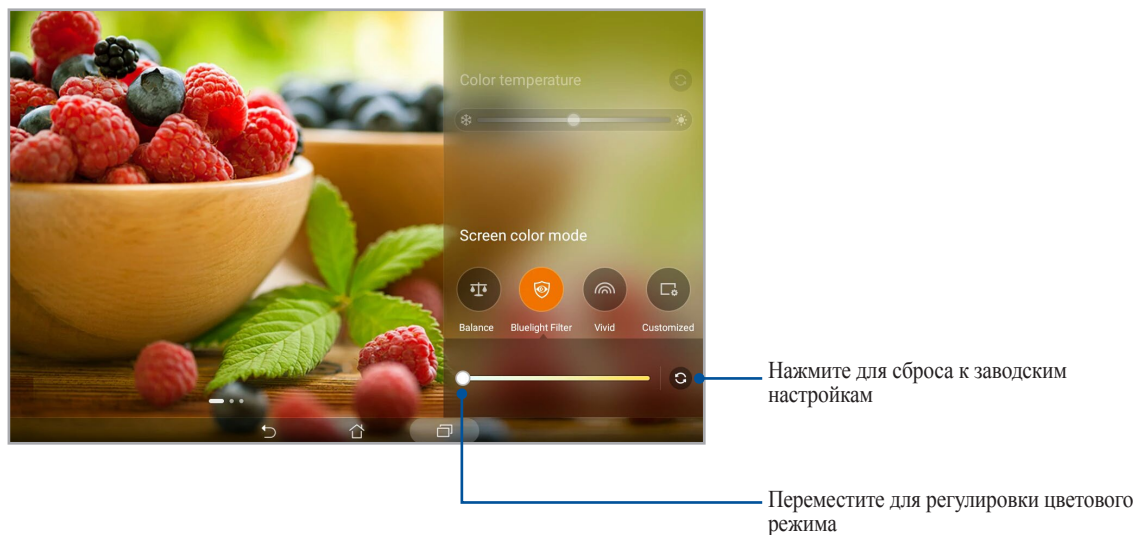 Color temperature
Screen color mode
Balance
Bluelight Filter
Vivid
Customized
Нажмите для сброса к заводским
настройкам
Переместите для регулировки цветового
режима